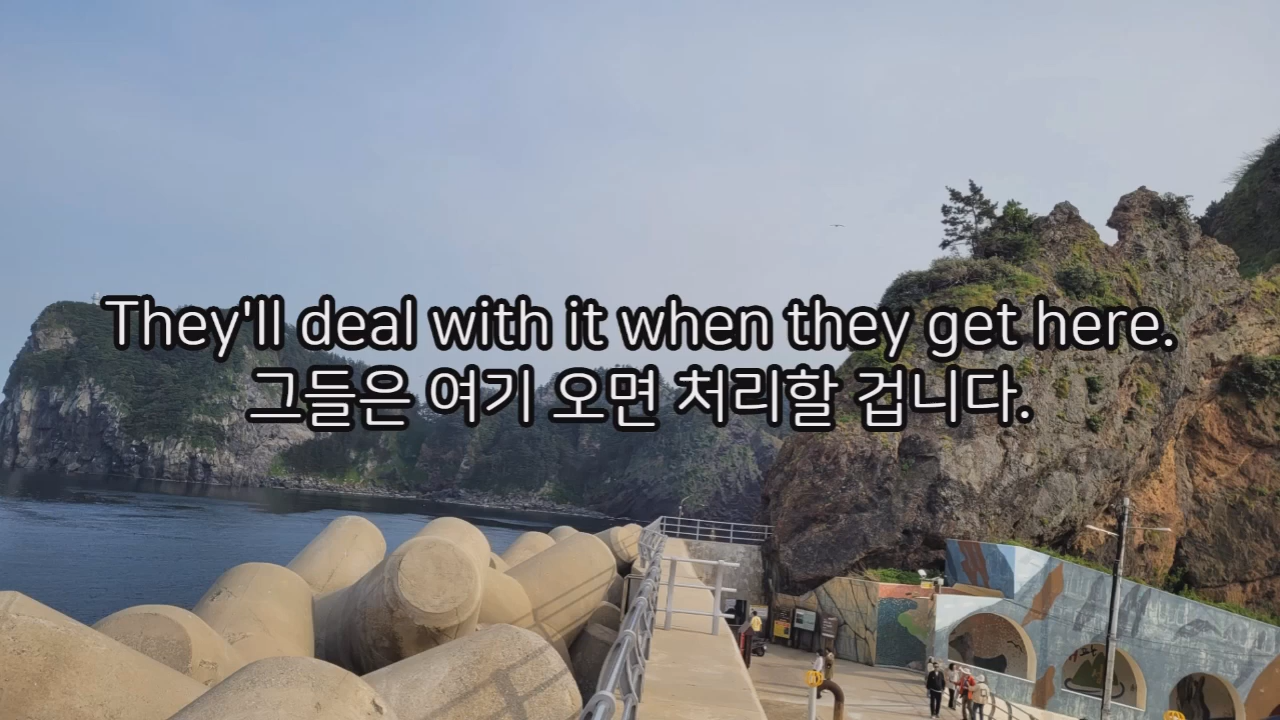 They'll deal with it when they get here.
그들은 여기 오면 처리할 겁니다.